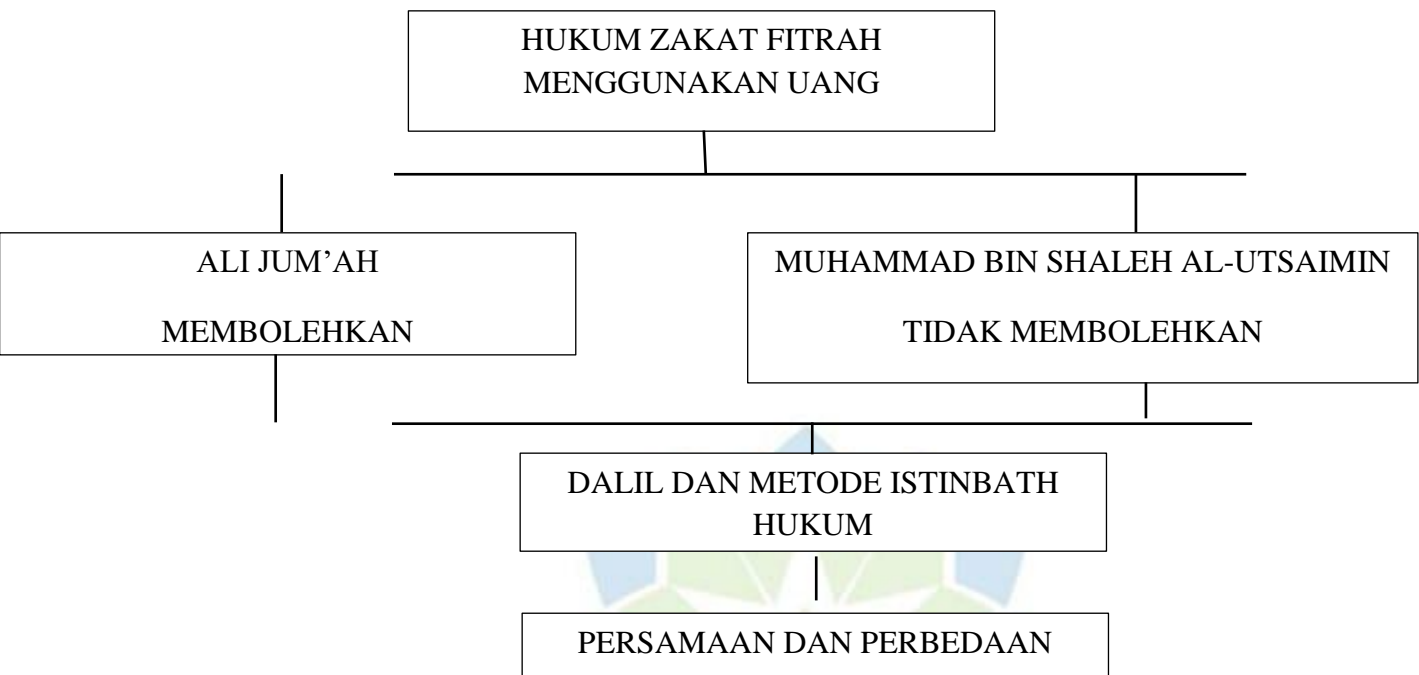 HUKUM ZAKAT FITRAH
MENGGUNAKAN UANG
ALI JUM’AH
MEMBOLEHKAN
MUHAMMAD BIN SHALEH AL-UTSAIMIN
TIDAK MEMBOLEHKAN
DALIL DAN METODE ISTINBATH
HUKUM
PERSAMAAN DAN PERBEDAAN